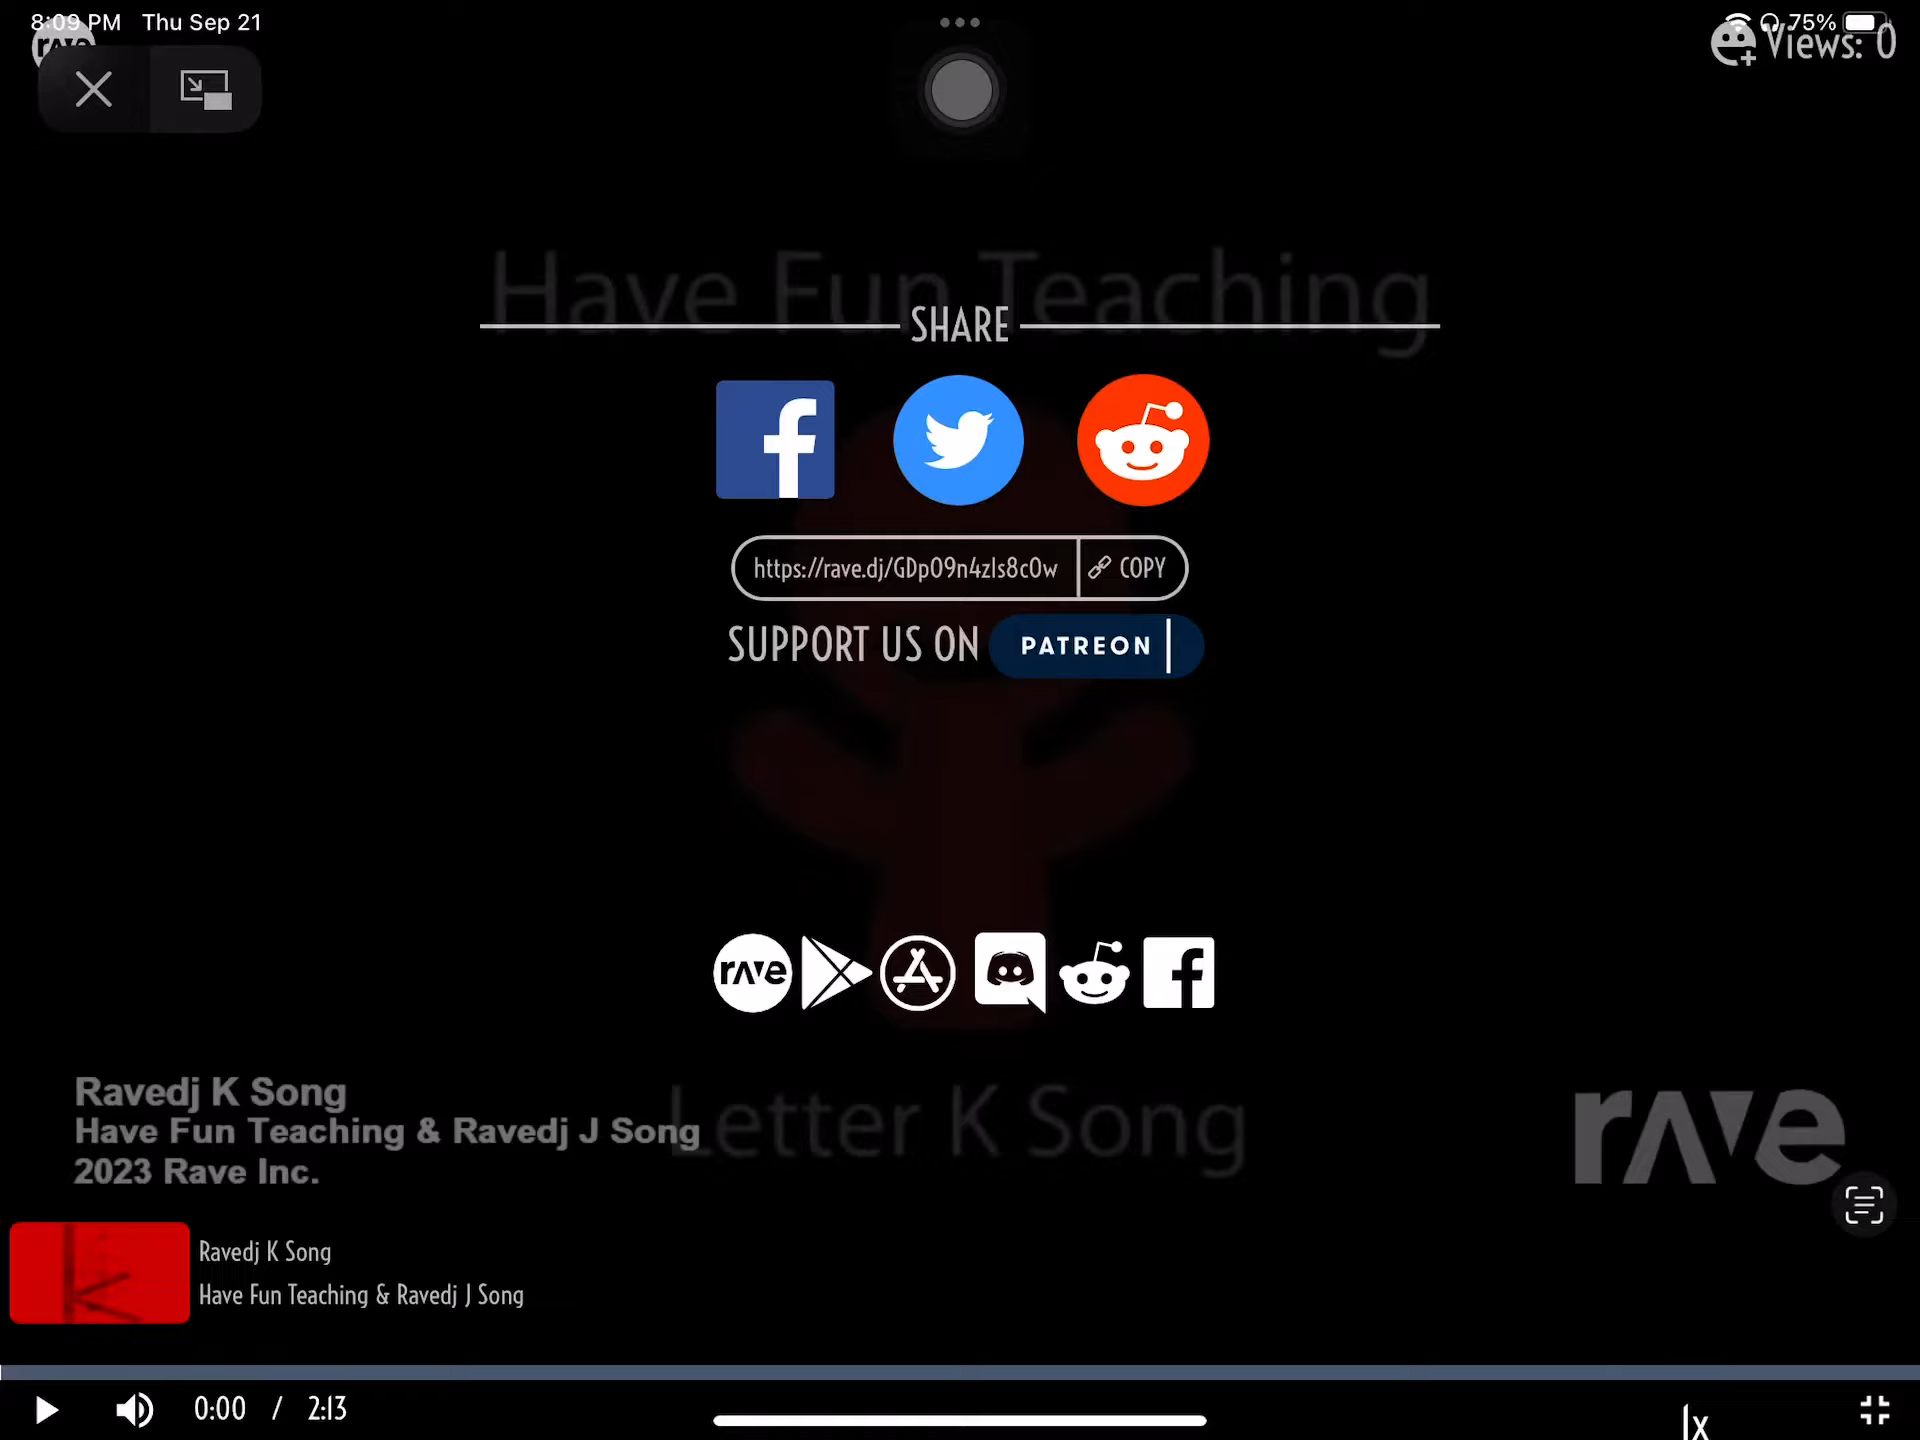 8:09 PM Thu Sep 21
75%
rave
Views: 0
Have Fun Teaching
SHARE
https://rave.dj/GDpO9n4zIs8cOw
COPY
SUPPORT US ON PATREON
rave
Letter K Song
Ravedj K Song
Have Fun Teaching & Ravedj J Song
2023 Rave Inc.
rave
K
Ravedj K Song
Have Fun Teaching & Ravedj J Song
0:00 / 2:13
1x